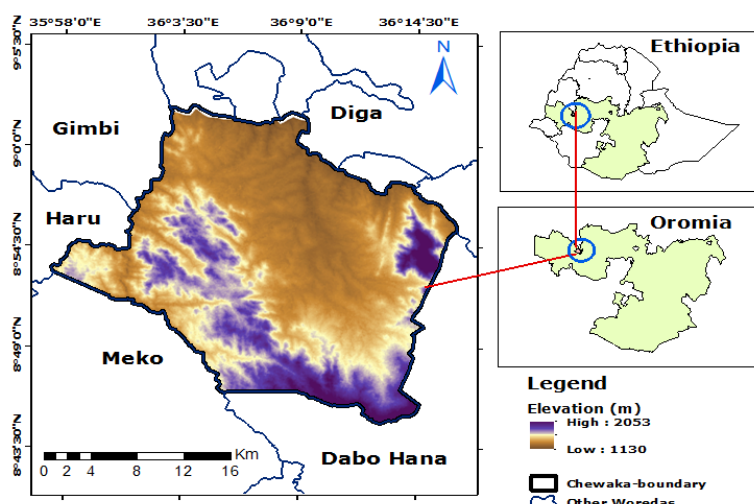 35°58'0"E 36°3'30"E 36°9'0"E 36°14'30"E
8°5'30"N
8°0'0"N
8°54'30"N
8°49'0"N
8°43'30"N
N
Diga
Gimbi
Haru
Meko
Dabo Hana
Km
0 2 4 8 12 16
Ethiopia
Oromia
Legend
Elevation (m)
High : 2053
Low : 1130
Chewaka-boundary
Other Woredas